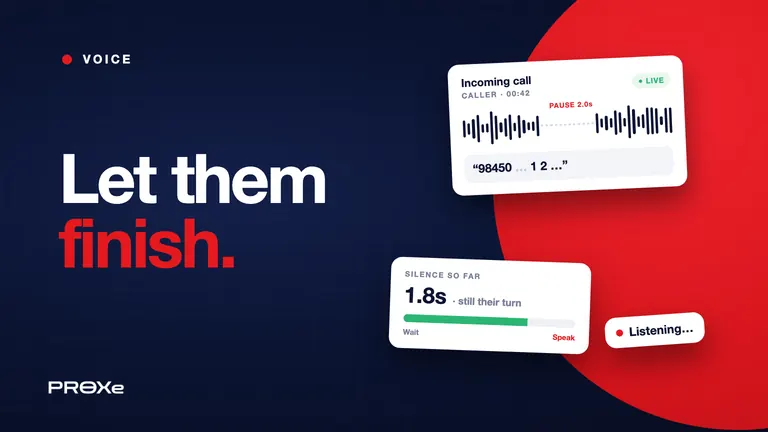 VOICE
Let them
finish.
Incoming call
CALLER · 00:42
• LIVE
PAUSE 2.0s
“98450 ... 1 2 ...”
SILENCE SO FAR
1.8s · still their turn
Wait
Speak
Listening...
PROXe